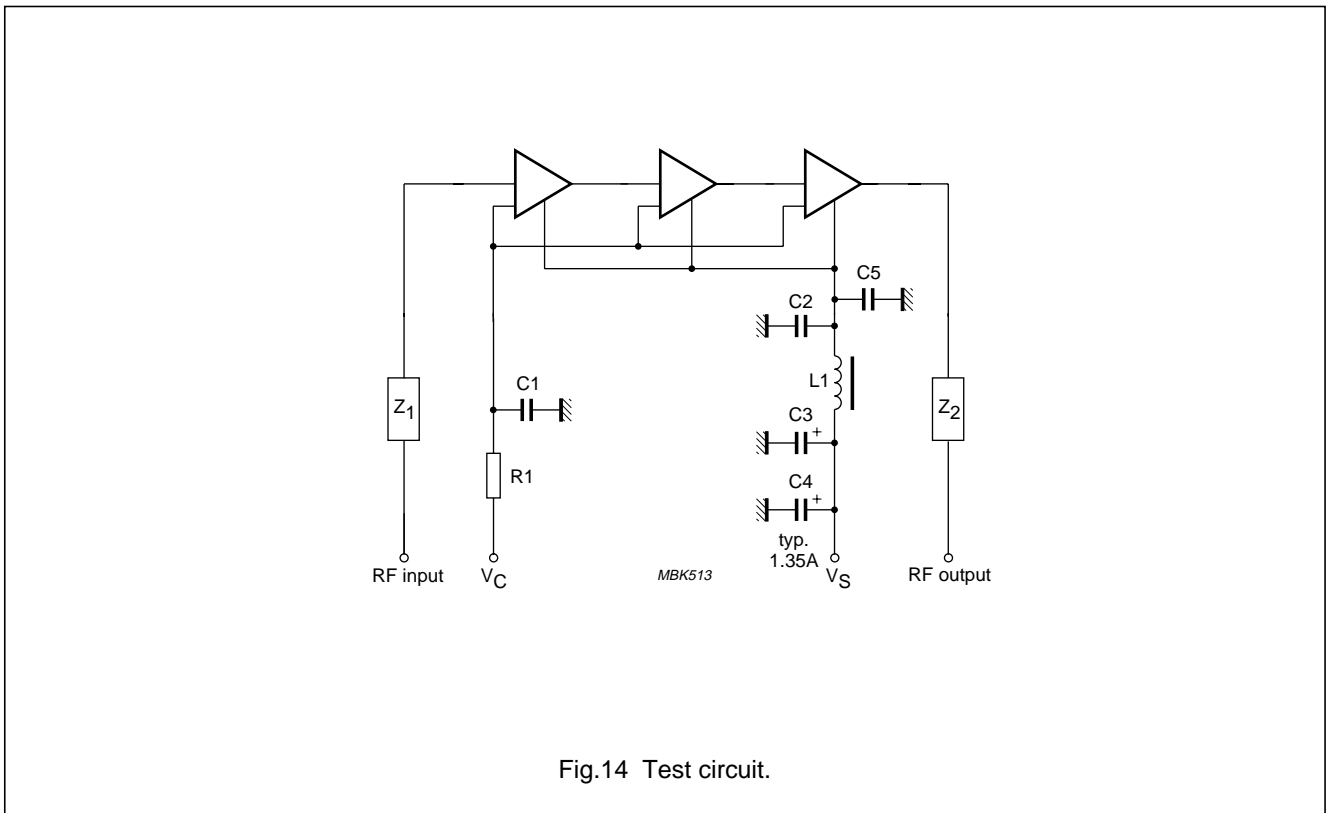 C5
C2
L1
C1
C3
+
Z1
Z2
R1
C4
+
typ.
1.35A
RF input
VC
MBK513
VS
RF output
Fig.14 Test circuit.